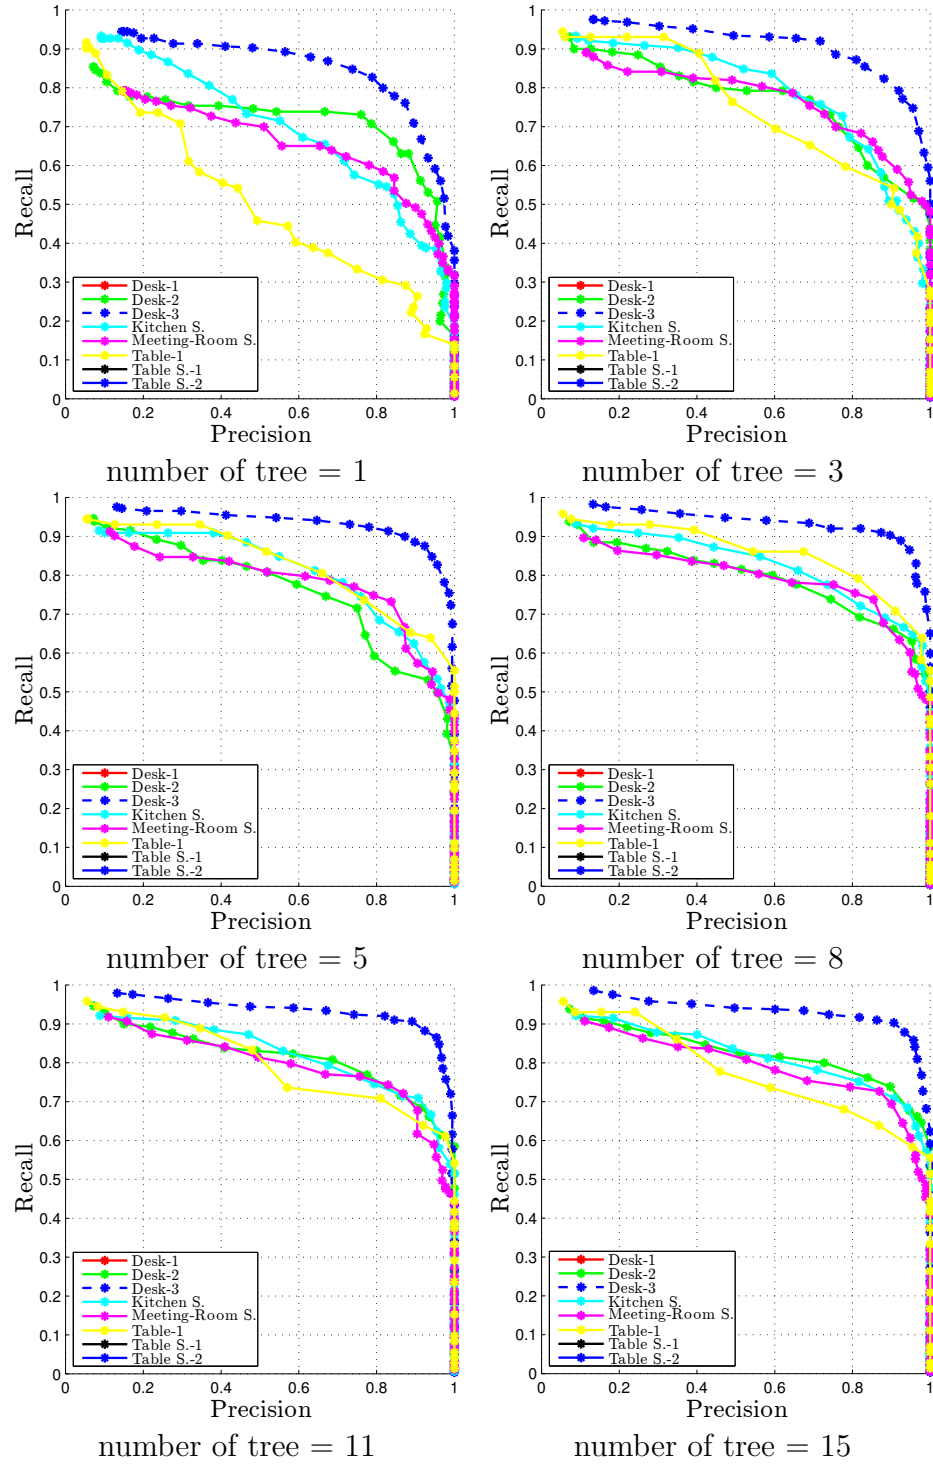 1
0.9
0.8
0.7
0.6
0.5
0.4
0.3
0.2
0.1
0
Recall
Desk-1
Desk-2
Desk-3
Kitchen S.
Meeting-Room S.
Table-1
Table S.-1
Table S.-2
0 0.2 0.4 0.6 0.8 1
Precision
number of tree = 1
1
0.9
0.8
0.7
0.6
0.5
0.4
0.3
0.2
0.1
0
Recall
Desk-1
Desk-2
Desk-3
Kitchen S.
Meeting-Room S.
Table-1
Table S.-1
Table S.-2
0 0.2 0.4 0.6 0.8 1
Precision
number of tree = 3
1
0.9
0.8
0.7
0.6
0.5
0.4
0.3
0.2
0.1
0
Recall
Desk-1
Desk-2
Desk-3
Kitchen S.
Meeting-Room S.
Table-1
Table S.-1
Table S.-2
0 0.2 0.4 0.6 0.8 1
Precision
number of tree = 5
1
0.9
0.8
0.7
0.6
0.5
0.4
0.3
0.2
0.1
0
Recall
Desk-1
Desk-2
Desk-3
Kitchen S.
Meeting-Room S.
Table-1
Table S.-1
Table S.-2
0 0.2 0.4 0.6 0.8 1
Precision
number of tree = 8
1
0.9
0.8
0.7
0.6
0.5
0.4
0.3
0.2
0.1
0
Recall
Desk-1
Desk-2
Desk-3
Kitchen S.
Meeting-Room S.
Table-1
Table S.-1
Table S.-2
0 0.2 0.4 0.6 0.8 1
Precision
number of tree = 11
1
0.9
0.8
0.7
0.6
0.5
0.4
0.3
0.2
0.1
0
Recall
Desk-1
Desk-2
Desk-3
Kitchen S.
Meeting-Room S.
Table-1
Table S.-1
Table S.-2
0 0.2 0.4 0.6 0.8 1
Precision
number of tree = 15